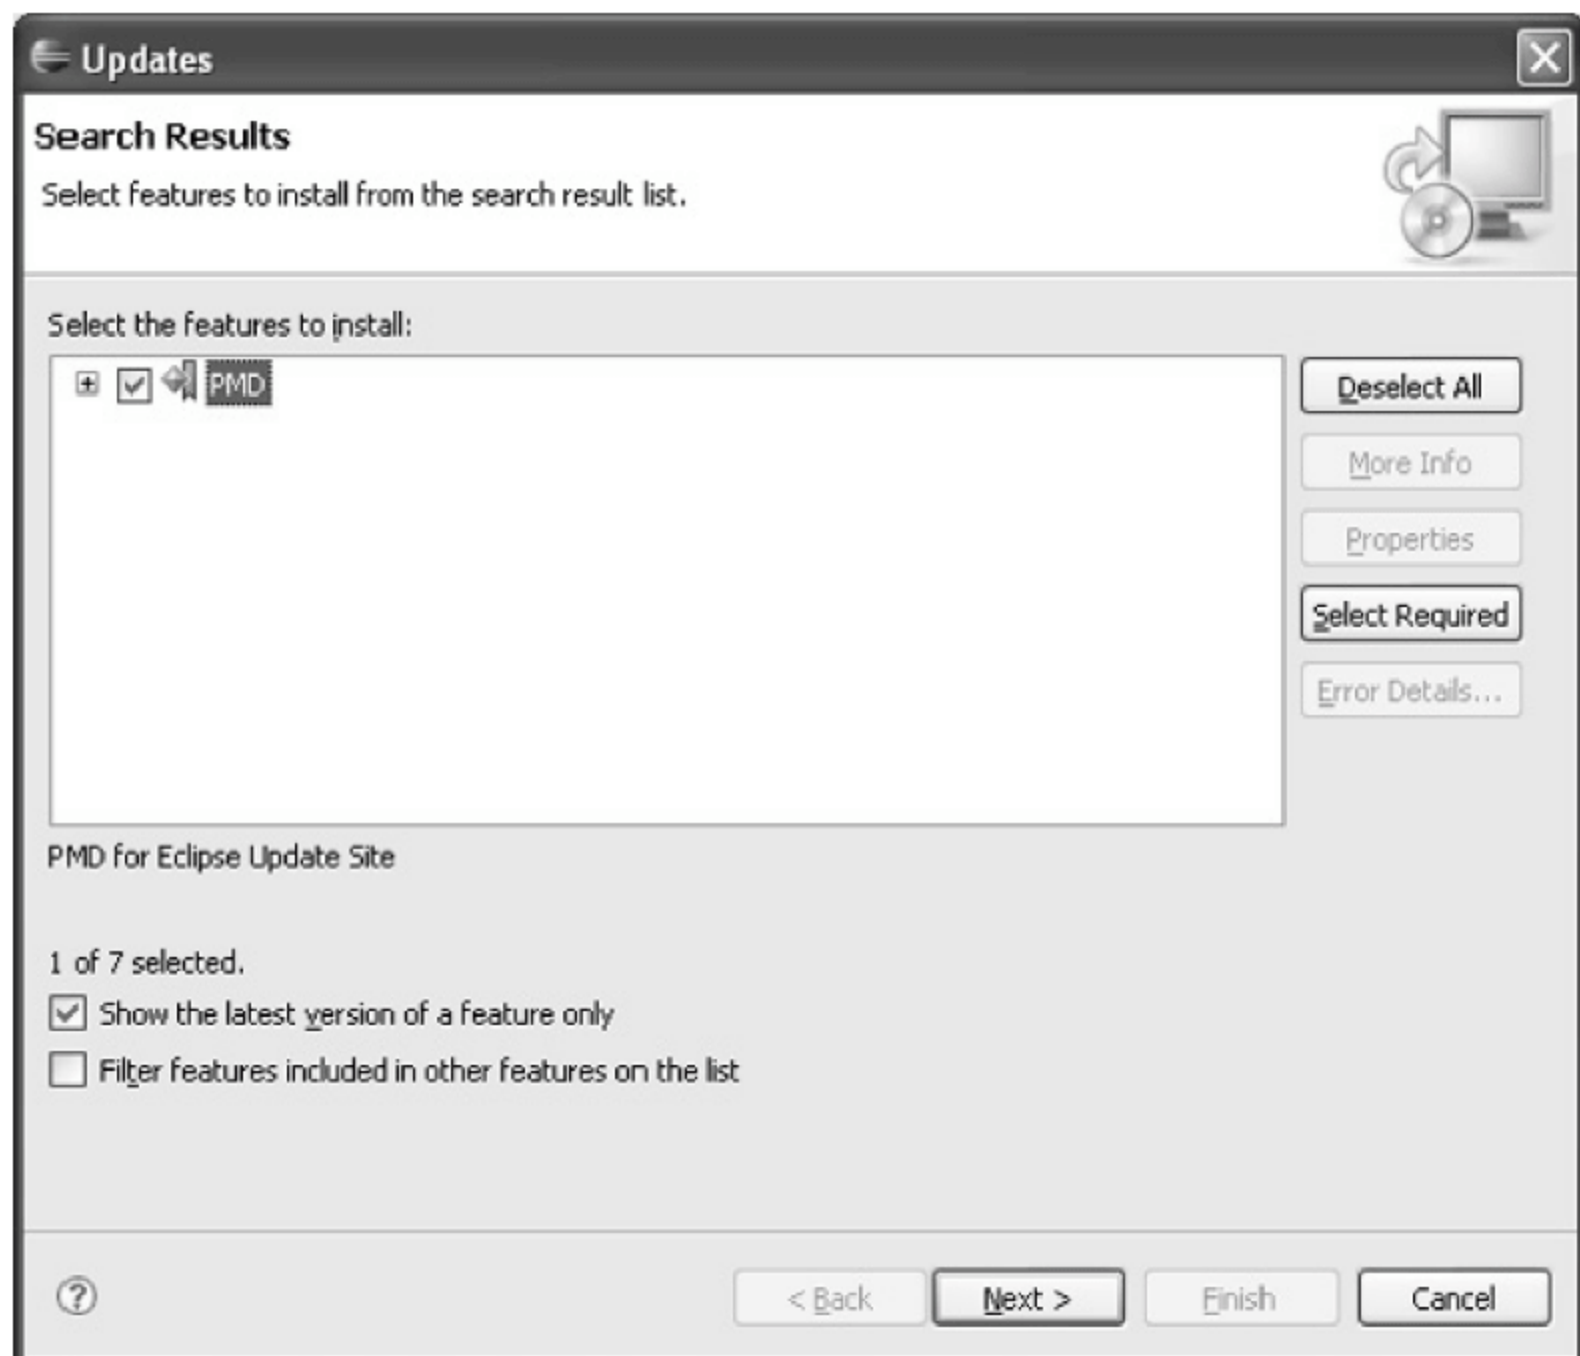 Updates
Search Results
Select features to install from the search result list.
Select the features to install:
PMD
Deselect All
More Info
Properties
Select Required
Error Details...
PMD for Eclipse Update Site
1 of 7 selected.
Show the latest version of a feature only
Filter features included in other features on the list
? < Back Next > Finish Cancel